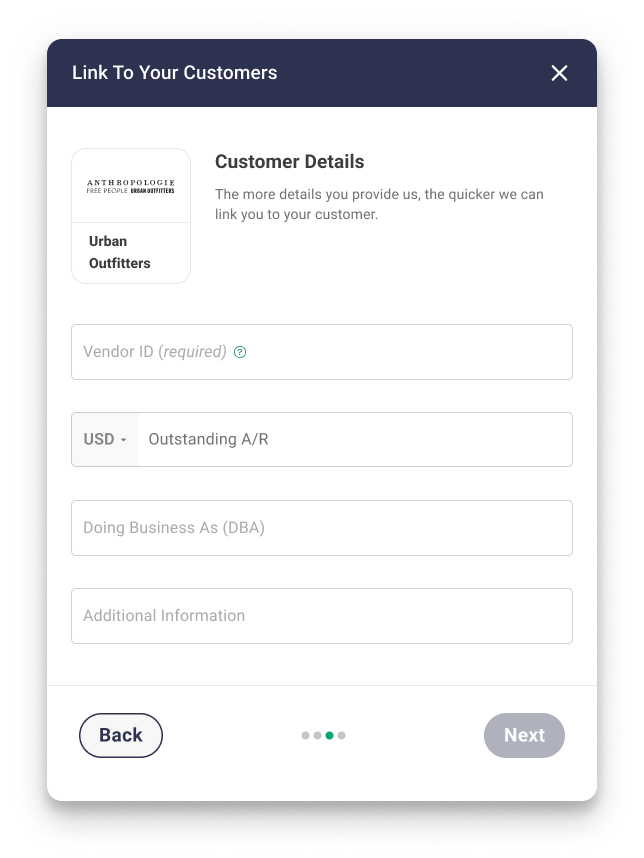 Link To Your Customers
ANTHROPOLOGIE
FREE PEOPLE URBAN OUTFITTERS
Urban
Outfitters
Customer Details
The more details you provide us, the quicker we can
link you to your customer.
Vendor ID (required) ?
USD Outstanding A/R
Doing Business As (DBA)
Additional Information
Back
Next